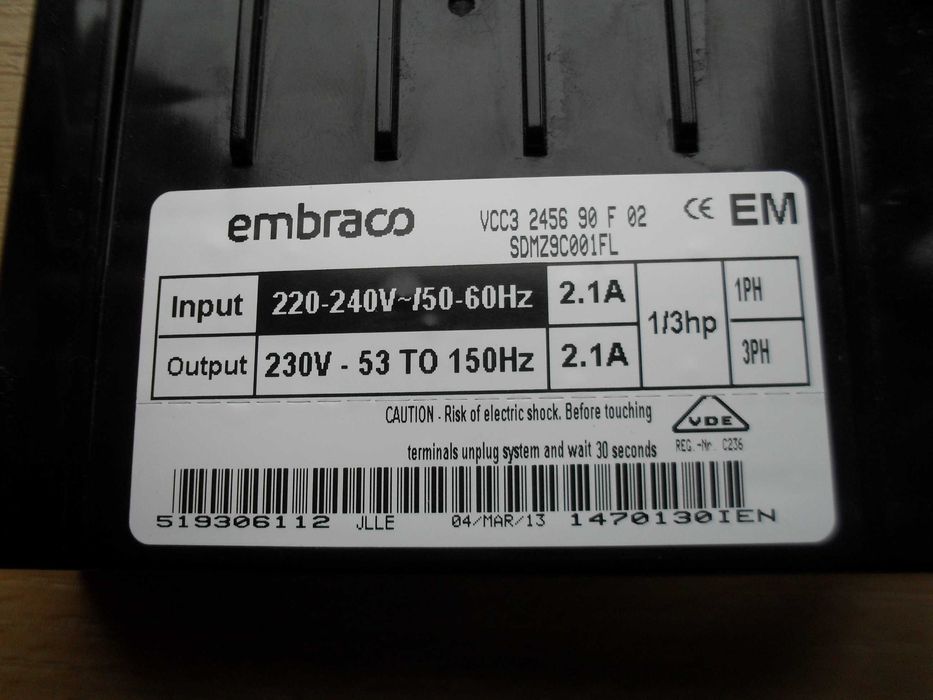 embraco VCC3 2456 90 F 02 CE EM
SDMZ9C001FL
Input 220-240V~/50-60Hz 2.1A 1/3hp 1PH
Output 230V - 53 TO 150Hz 2.1A 3PH
CAUTION - Risk of electric shock. Before touching
terminals unplug system and wait 30 seconds
VDE
REG.-Nr. C236
519306112 JLLE 04/MAR/13 1470130IEN